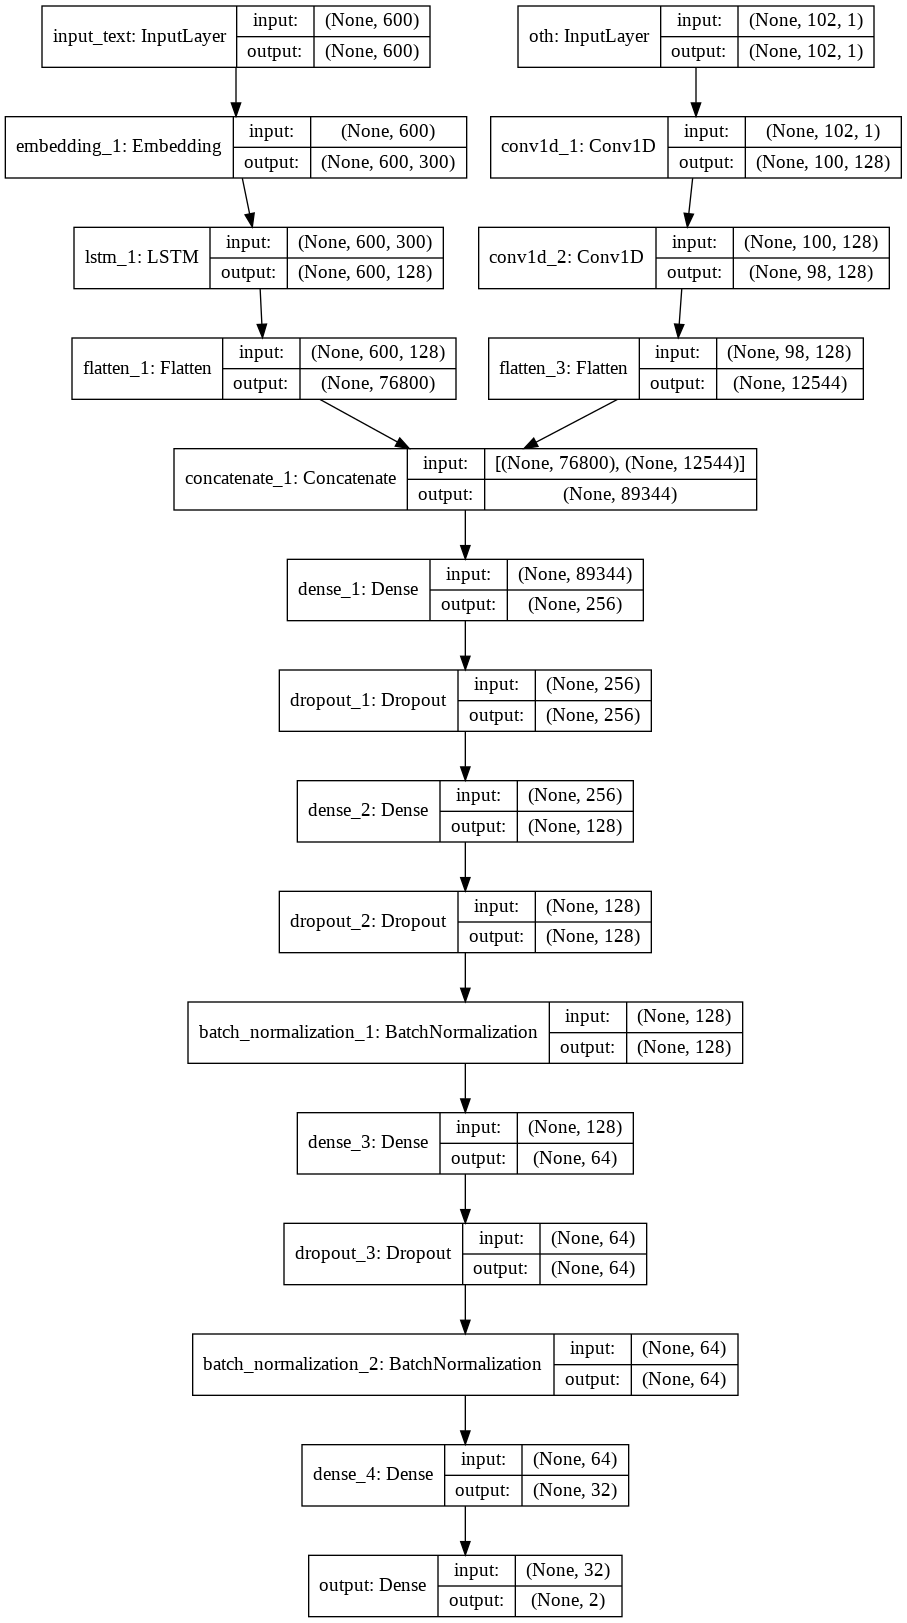 input_text: InputLayer
input: (None, 600)
output: (None, 600)
oth: InputLayer
input: (None, 102, 1)
output: (None, 102, 1)
embedding_1: Embedding
input: (None, 600)
output: (None, 600, 300)
conv1d_1: Conv1D
input: (None, 102, 1)
output: (None, 100, 128)
lstm_1: LSTM
input: (None, 600, 300)
output: (None, 600, 128)
conv1d_2: Conv1D
input: (None, 100, 128)
output: (None, 98, 128)
flatten_1: Flatten
input: (None, 600, 128)
output: (None, 76800)
flatten_3: Flatten
input: (None, 98, 128)
output: (None, 12544)
concatenate_1: Concatenate
input: [(None, 76800), (None, 12544)]
output: (None, 89344)
dense_1: Dense
input: (None, 89344)
output: (None, 256)
dropout_1: Dropout
input: (None, 256)
output: (None, 256)
dense_2: Dense
input: (None, 256)
output: (None, 128)
dropout_2: Dropout
input: (None, 128)
output: (None, 128)
batch_normalization_1: BatchNormalization
input: (None, 128)
output: (None, 128)
dense_3: Dense
input: (None, 128)
output: (None, 64)
dropout_3: Dropout
input: (None, 64)
output: (None, 64)
batch_normalization_2: BatchNormalization
input: (None, 64)
output: (None, 64)
dense_4: Dense
input: (None, 64)
output: (None, 32)
output: Dense
input: (None, 32)
output: (None, 2)